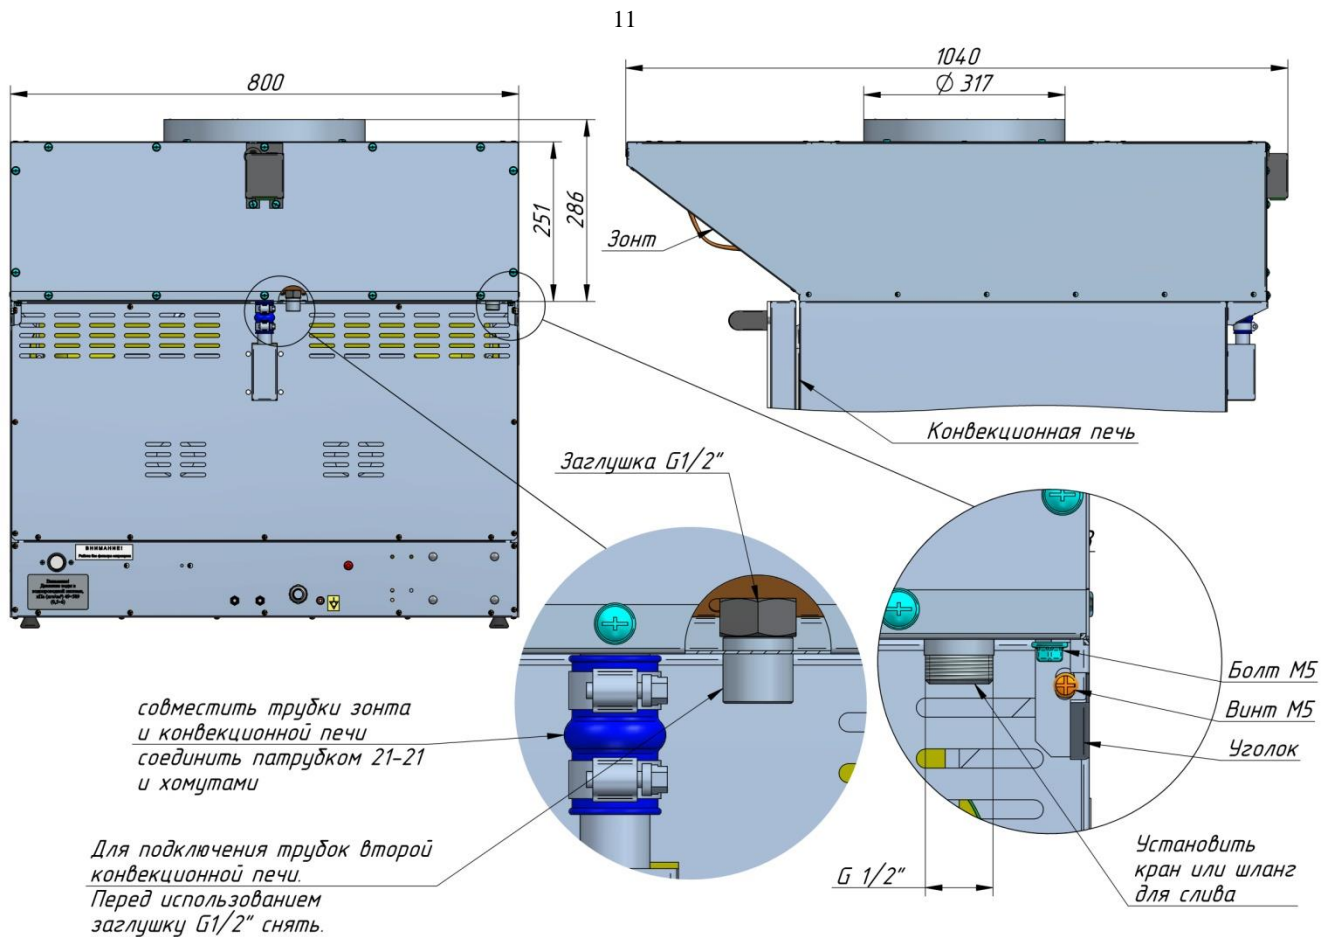 11
800
251
286
1040
Ø 317
Зонт
Конвекционная печь
Заглушка G1/2"
ВНИМАНИЕ!
совместить трубки зонта
и конвекционной печи
соединить патрубком 21-21
и хомутами
Для подключения трубок второй
конвекционной печи.
Перед использованием
заглушку G1/2" снять.
Болт М5
Винт М5
Уголок
G 1/2"
Установить
кран или шланг
для слива